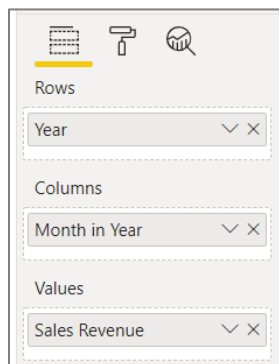 Rows
Year
Columns
Month in Year
Values
Sales Revenue